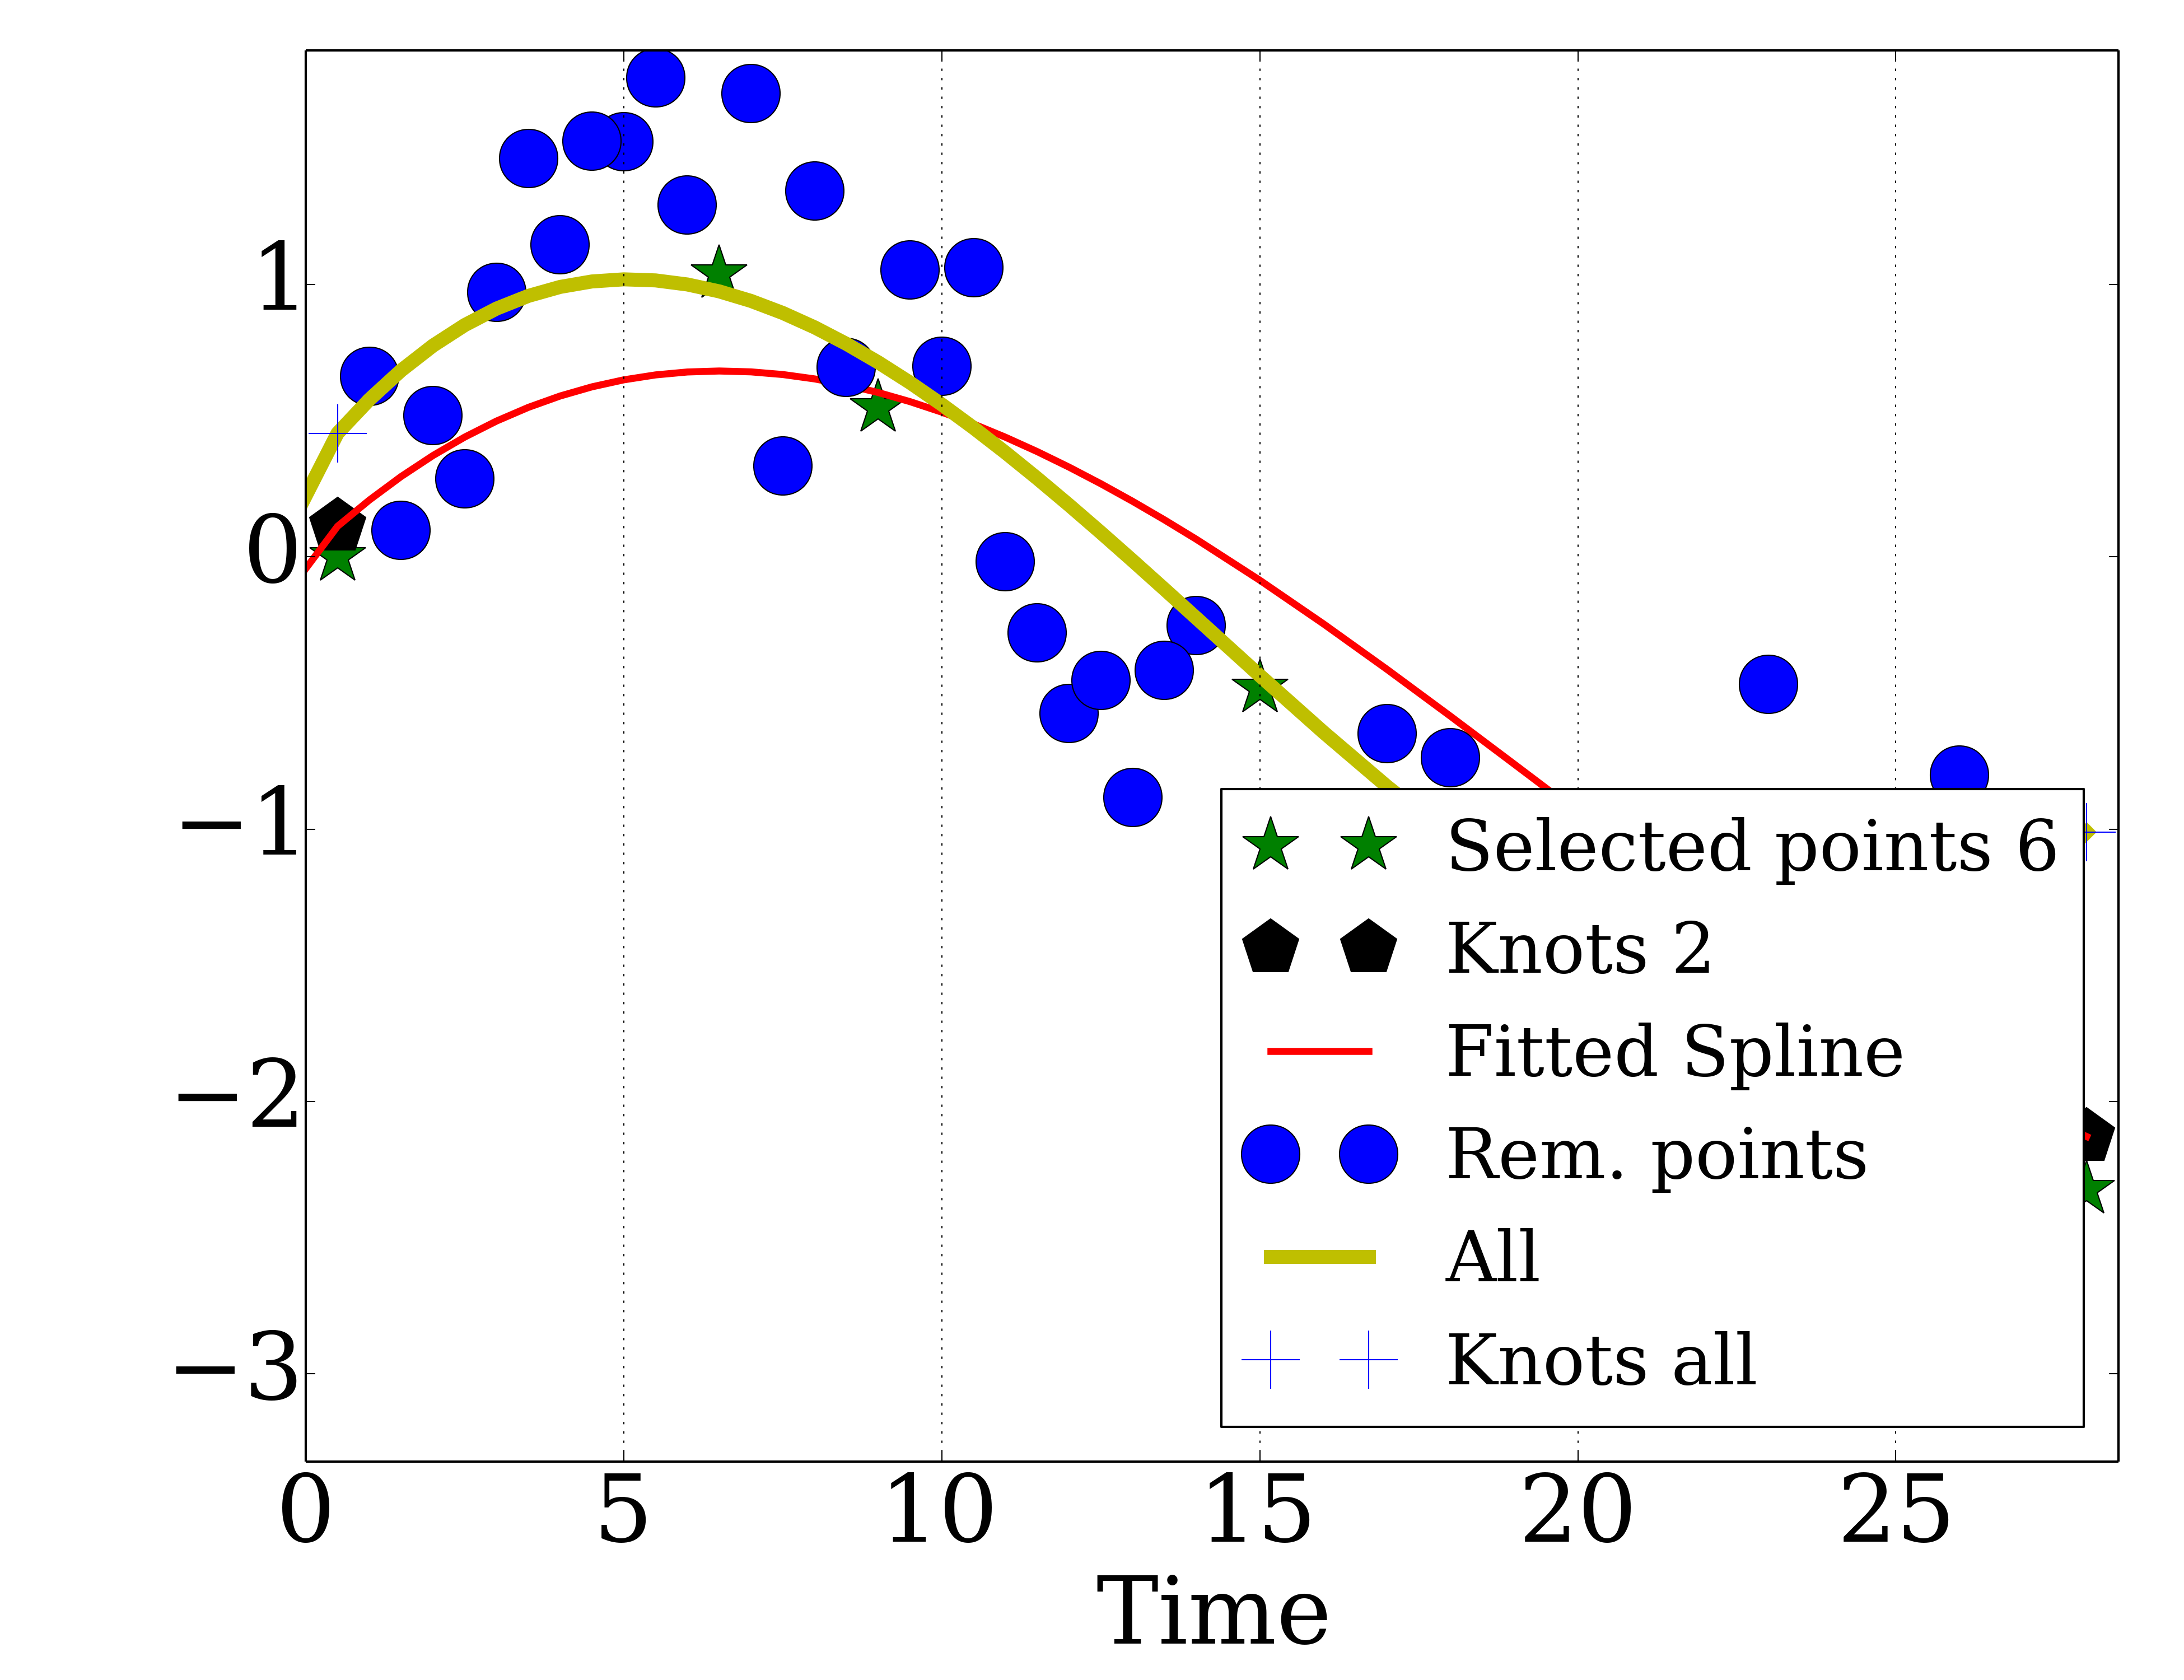 1
0
−1
−2
−3
Selected points 6
Knots 2
Fitted Spline
Rem. points
All
Knots all
0 5 10 15 20 25
Time